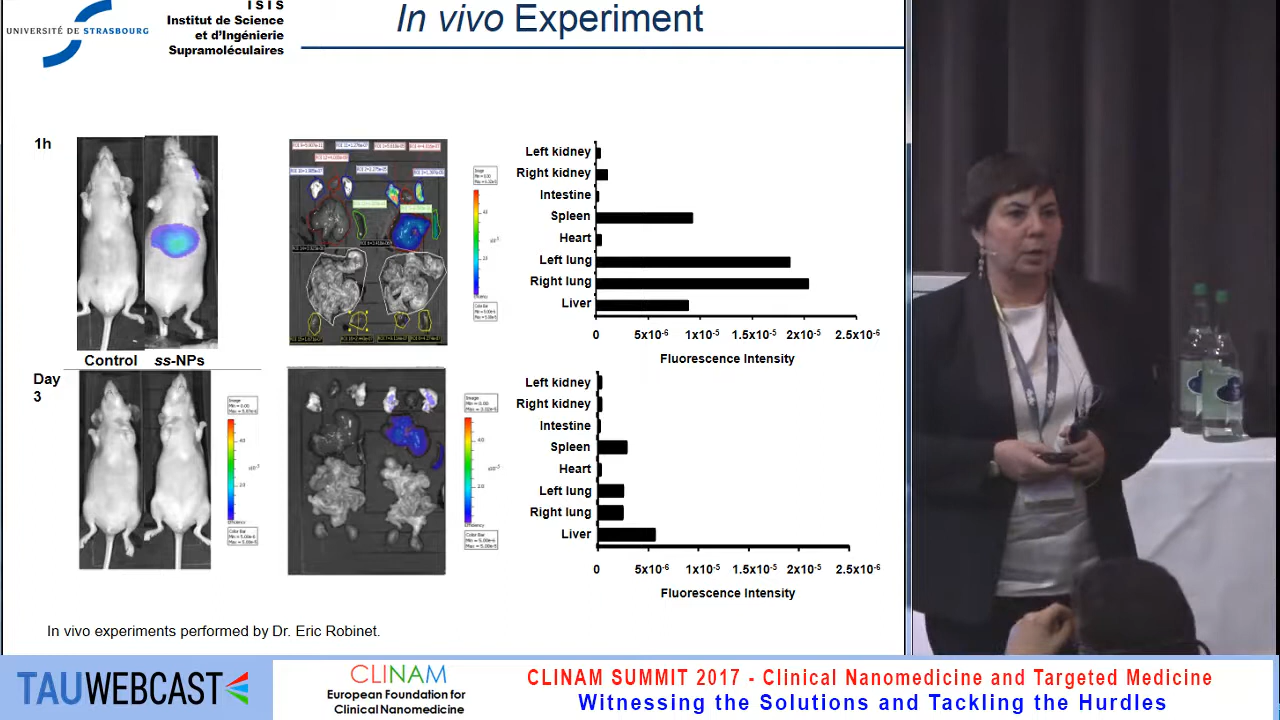 I S I S
Institut de Science
et d'Ingénierie
Supramoléculaires
UNIVERSITÉ DE STRASBOURG
In vivo Experiment
1h
Control
ss-NPs
Day
3
Left kidney
Right kidney
Intestine
Spleen
Heart
Left lung
Right lung
Liver
0
5x10-6
1x10-5
1.5x10-5
2x10-5
2.5x10-6
Fluorescence Intensity
Left kidney
Right kidney
Intestine
Spleen
Heart
Left lung
Right lung
Liver
0
5x10-6
1x10-5
1.5x10-5
2x10-5
2.5x10-6
Fluorescence Intensity
In vivo experiments performed by Dr. Eric Robinet.
TAUWEBCAST
CLINAM
European Foundation for
Clinical Nanomedicine
CLINAM SUMMIT 2017 - Clinical Nanomedicine and Targeted Medicine
Witnessing the Solutions and Tackling the Hurdles